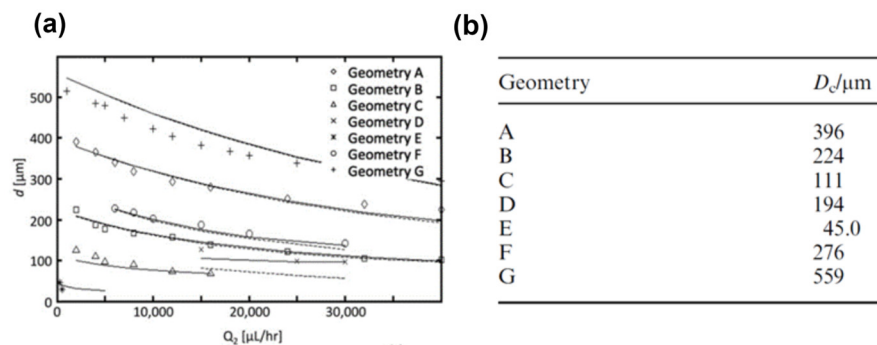 (a)
500
400
300
200
100
0
d [μm]
0
10,000
20,000
30,000
Q2 [μL/hr]
Geometry A
Geometry B
Geometry C
Geometry D
Geometry E
Geometry F
Geometry G
(b)
Geometry Dc/μm
A 396
B 224
C 111
D 194
E 45.0
F 276
G 559